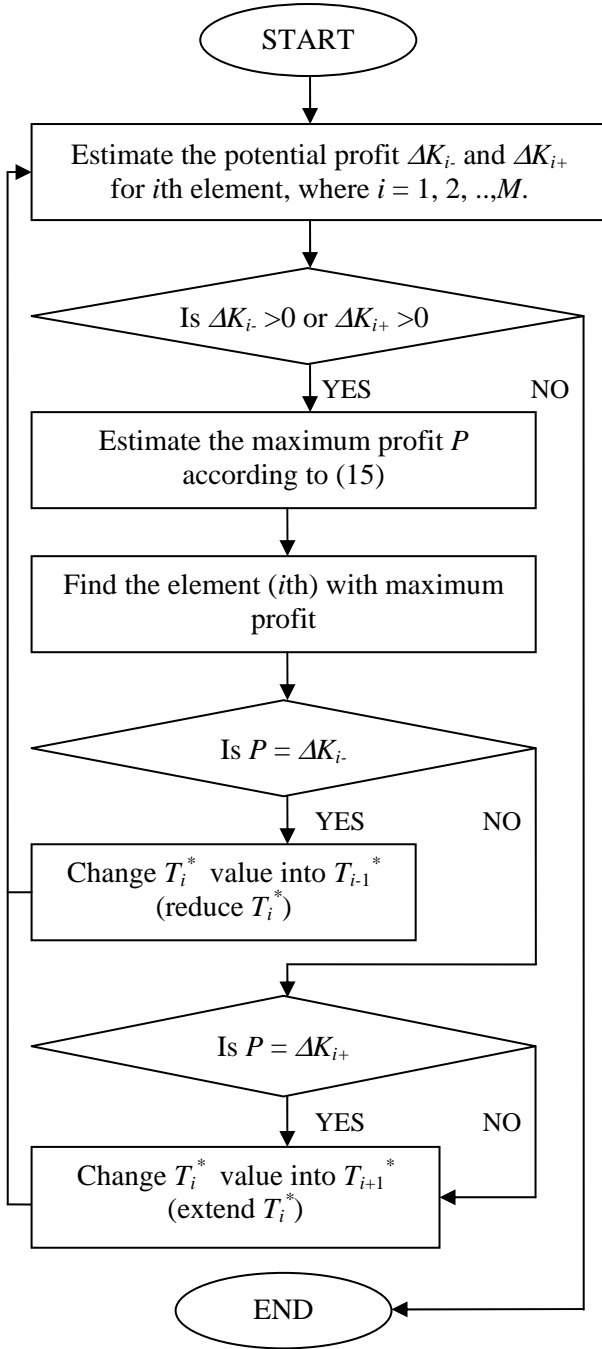 START
Estimate the potential profit ΔKᵢ₋ and ΔKᵢ₊
for ith element, where i = 1, 2, ..,M.
Is ΔKᵢ₋ >0 or ΔKᵢ₊ >0
YES NO
Estimate the maximum profit P
according to (15)
Find the element (ith) with maximum
profit
Is P = ΔKᵢ₋
YES NO
Change Tᵢ* value into Tᵢ₋₁*
(reduce Tᵢ*)
Is P = ΔKᵢ₊
YES NO
Change Tᵢ* value into Tᵢ₊₁*
(extend Tᵢ*)
END